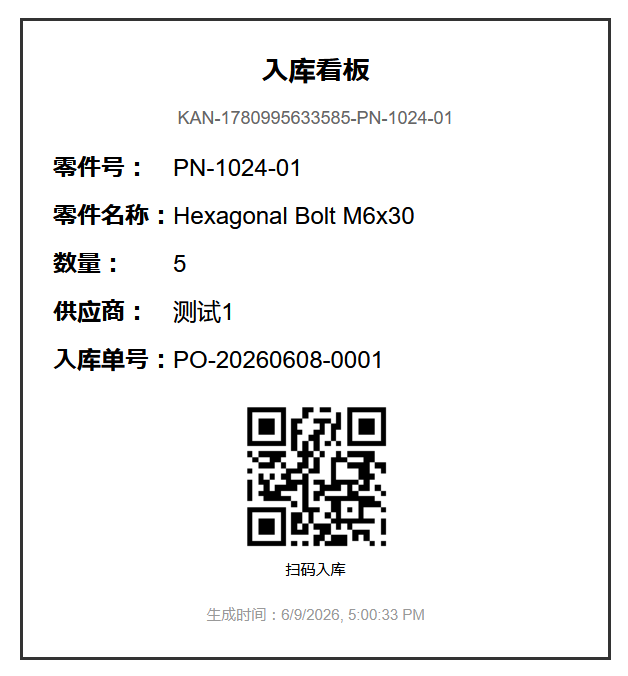 入库看板
KAN-1780995633585-PN-1024-01
零件号： PN-1024-01
零件名称：Hexagonal Bolt M6x30
数量： 5
供应商： 测试1
入库单号：PO-20260608-0001
扫码入库
生成时间：6/9/2026, 5:00:33 PM